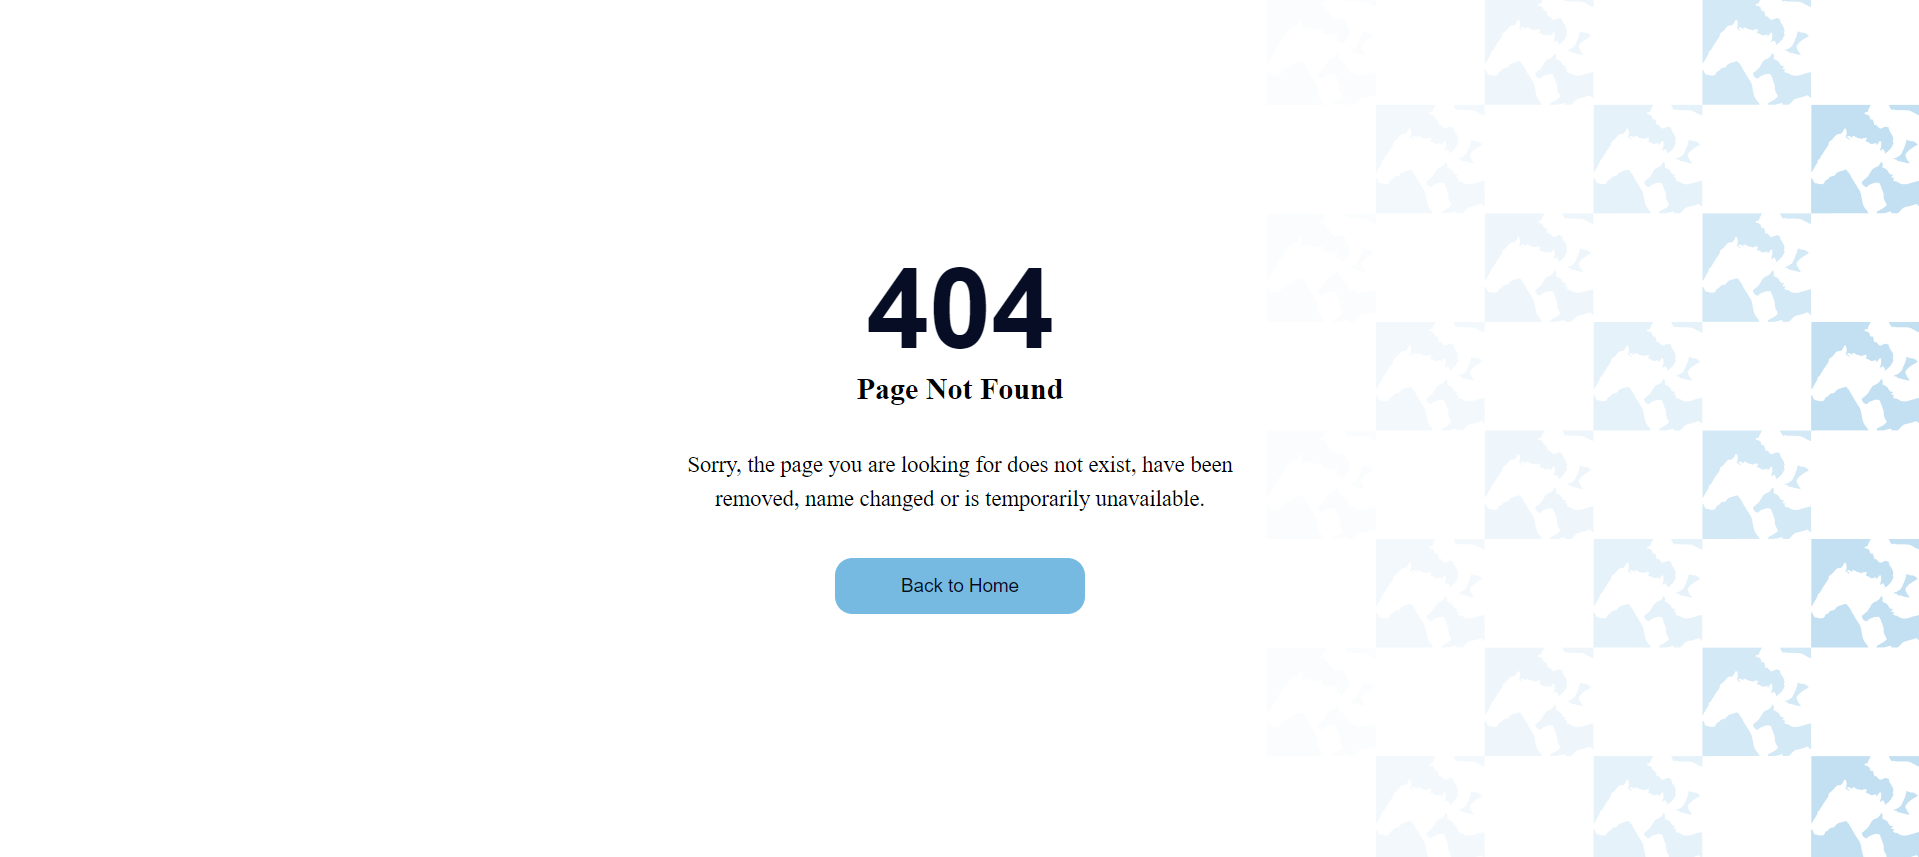 404
Page Not Found
Sorry, the page you are looking for does not exist, have been
removed, name changed or is temporarily unavailable.
Back to Home